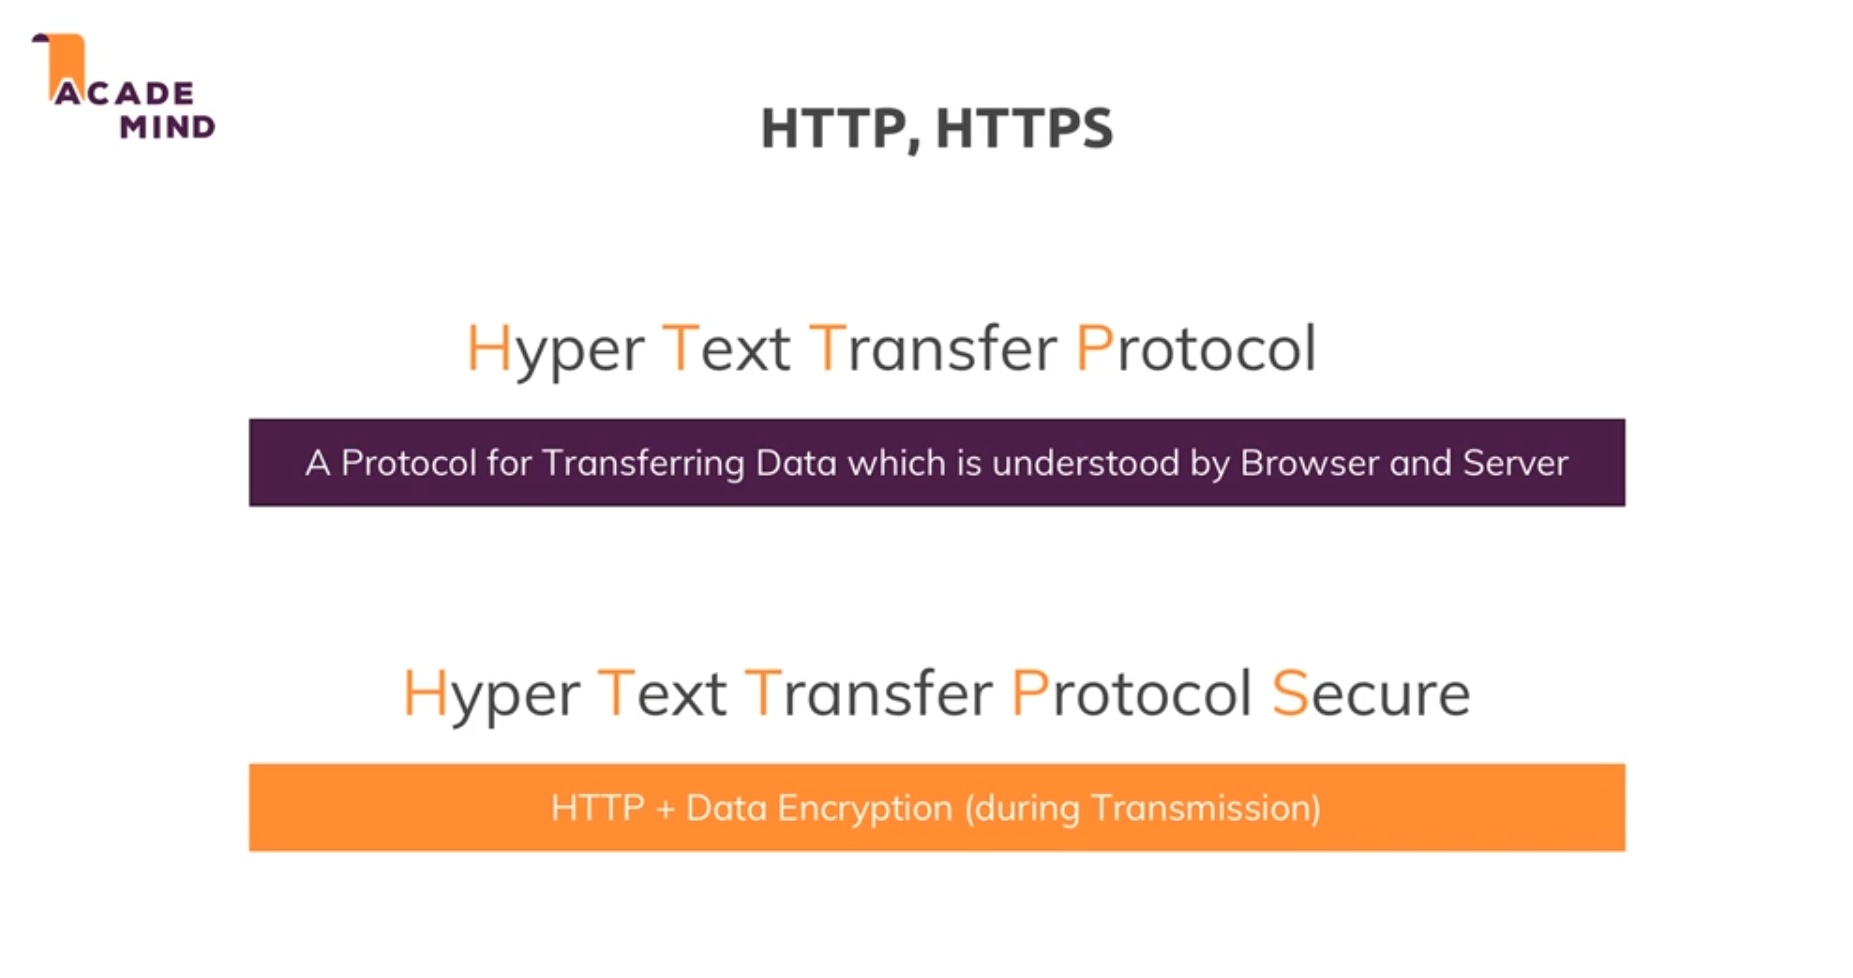 ACADE
MIND
HTTP, HTTPS
Hyper Text Transfer Protocol
A Protocol for Transferring Data which is understood by Browser and Server
Hyper Text Transfer Protocol Secure
HTTP + Data Encryption (during Transmission)